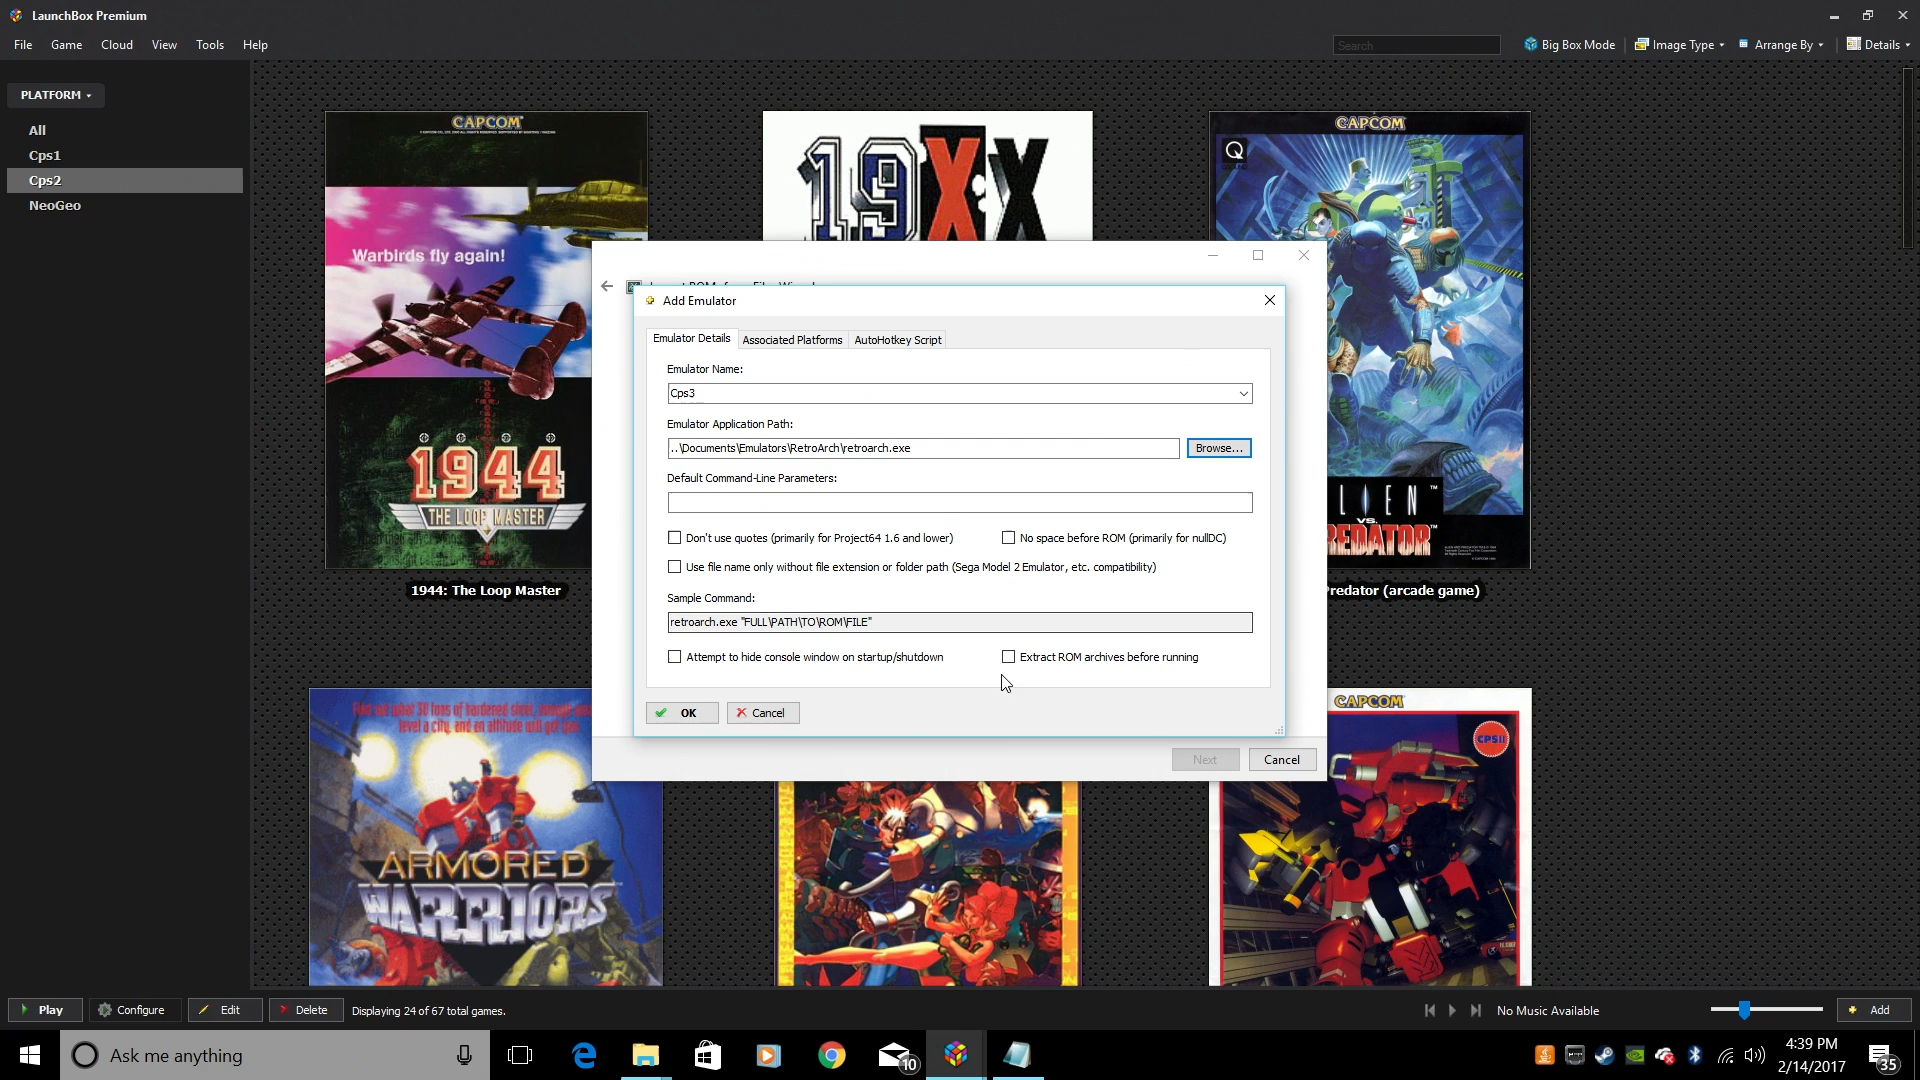 LaunchBox Premium
File Game Cloud View Tools Help
Search
Big Box Mode
Image Type
Arrange By
Details
PLATFORM
All
Cps1
Cps2
NeoGeo
CAPCOM
Warbirds fly again!
1944
THE LOOP MASTER
1944: The Loop Master
19XX
CAPCOM
Q
ALIEN
VS.
PREDATOR
Predator (arcade game)
Add Emulator
Emulator Details
Associated Platforms
AutoHotkey Script
Emulator Name:
Cps3
Emulator Application Path:
..\Documents\Emulators\RetroArch\retroarch.exe
Browse...
Default Command-Line Parameters:
Don't use quotes (primarily for Project64 1.6 and lower)
No space before ROM (primarily for nullDC)
Use file name only without file extension or folder path (Sega Model 2 Emulator, etc. compatibility)
Sample Command:
retroarch.exe "FULL\PATH\TO\ROM\FILE"
Attempt to hide console window on startup/shutdown
Extract ROM archives before running
OK
Cancel
Next
Cancel
ARMORED
WARRIORS
CAPCOM
CPSII
Play
Configure
Edit
Delete
Displaying 24 of 67 total games.
No Music Available
Add
Ask me anything
10
4:39 PM
2/14/2017
35